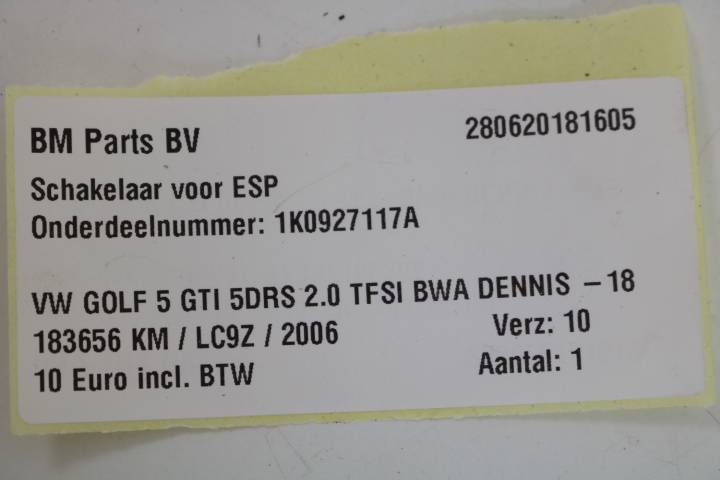 BM Parts BV 280620181605
Schakelaar voor ESP
Onderdeelnummer: 1K0927117A
VW GOLF 5 GTI 5DRS 2.0 TFSI BWA DENNIS – 18
183656 KM / LC9Z / 2006 Verz: 10
10 Euro incl. BTW Aantal: 1